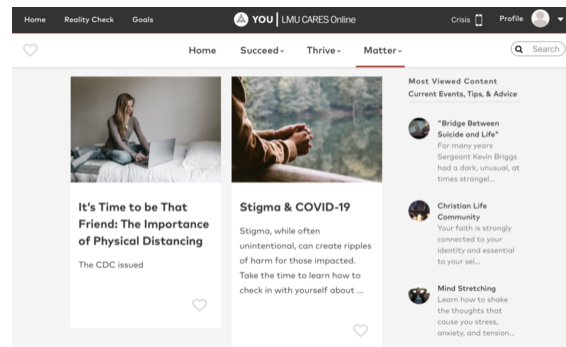 Home Reality Check Goals YOU LMU CARES Online Crisis Profile
Home Succeed Thrive Matter Search
It's Time to be That
Friend: The Importance
of Physical Distancing
The CDC issued
Stigma & COVID-19
Stigma, while often
unintentional, can create ripples
of harm for those impacted.
Take the time to learn how to
check in with yourself about ...
Most Viewed Content
Current Events, Tips, & Advice
"Bridge Between
Suicide and Life"
For many years
Sergeant Kevin Briggs
had a dark, unusual, at
times strangel...
Christian Life
Community
Your faith is strongly
connected to your
identity and essential
to your sel...
Mind Stretching
Learn how to shake
the thoughts that
cause you stress,
anxiety, and tension...